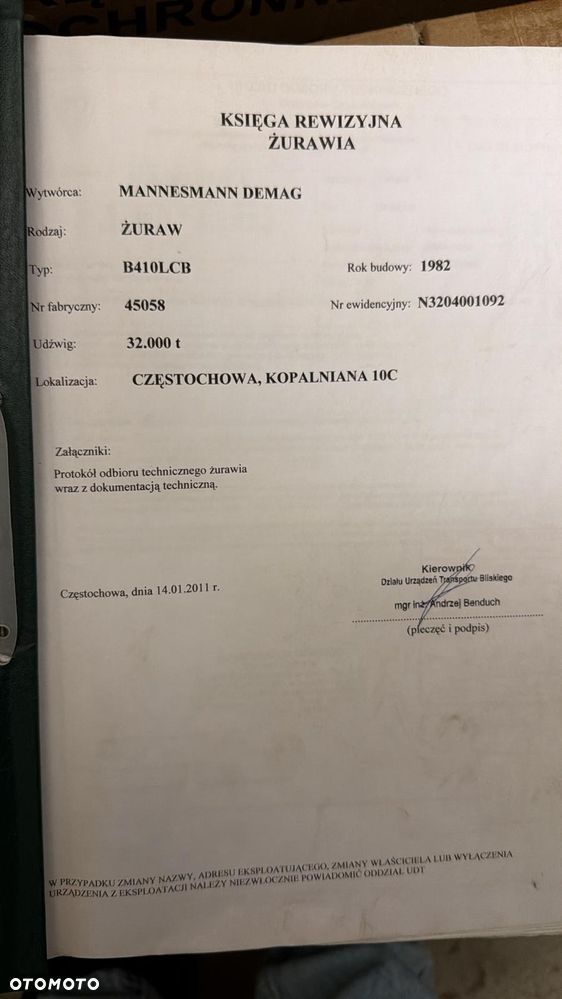 OCHRONNE
KSIĘGA REWIZYJNA
ŻURAWIA
Wytwórca: MANNESMANN DEMAG
Rodzaj: ŻURAW
Typ: B410LCB Rok budowy: 1982
Nr fabryczny: 45058 Nr ewidencyjny: N3204001092
Udźwig: 32.000 t
Lokalizacja: CZĘSTOCHOWA, KOPALNIANA 10C
Załączniki:
Protokół odbioru technicznego żurawia
wraz z dokumentacją techniczną.
Częstochowa, dnia 14.01.2011 r.
Kierownik
Działu Urządzeń Transportu Bliskiego
mgr inż. Andrzej Benduch
(pieczęć i podpis)
W PRZYPADKU ZMIANY NAZWY, ADRESU EKSPLOATUJĄCEGO, ZMIANY WŁAŚCICIELA LUB WYŁĄCZENIA
URZĄDZENIA Z EKSPLOATACJI NALEŻY NIEZWŁOCZNIE POWIADOMIĆ ODDZIAŁ UDT
OTOMOTO